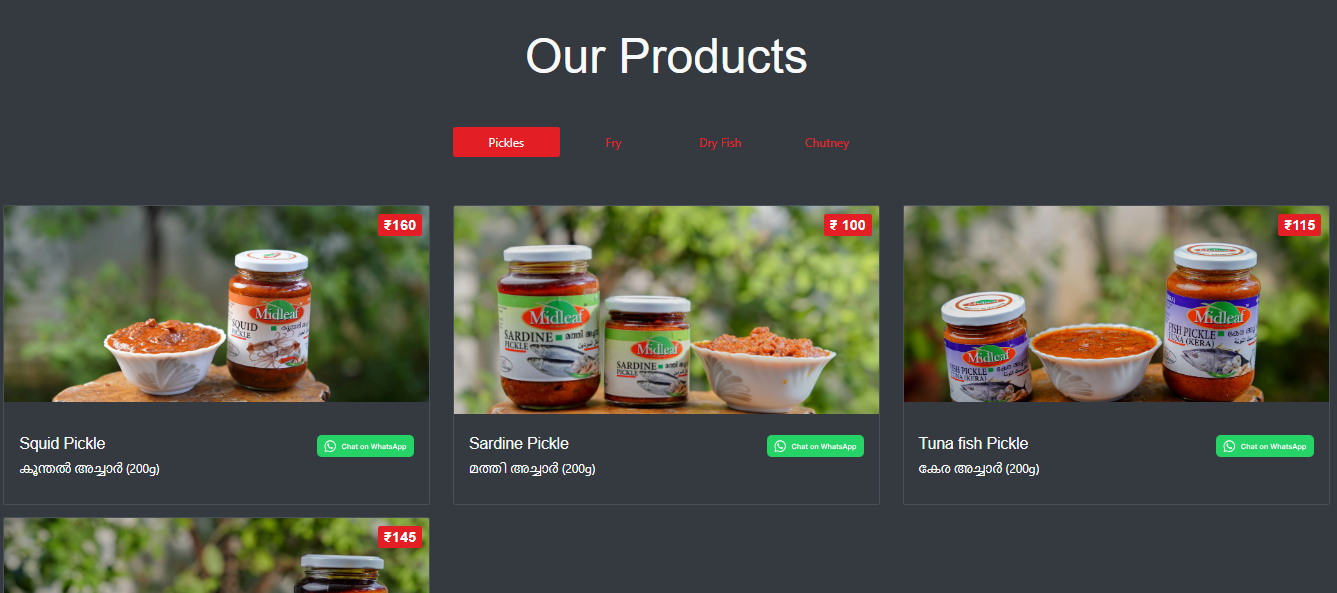 Our Products
Pickles
Fry
Dry Fish
Chutney
₹160
Midleaf
SQUID
PICKLE
Squid Pickle
Chat on WhatsApp
കൂന്തൽ അച്ചാർ (200g)
₹ 100
Midleaf
SARDINE
PICKLE
Midleaf
SARDINE
PICKLE
Sardine Pickle
Chat on WhatsApp
മത്തി അച്ചാർ (200g)
₹115
Midleaf
FISH PICKLE
TUNA (KERA)
Midleaf
FISH PICKLE
TUNA (KERA)
Tuna fish Pickle
Chat on WhatsApp
കേര അച്ചാർ (200g)
₹145